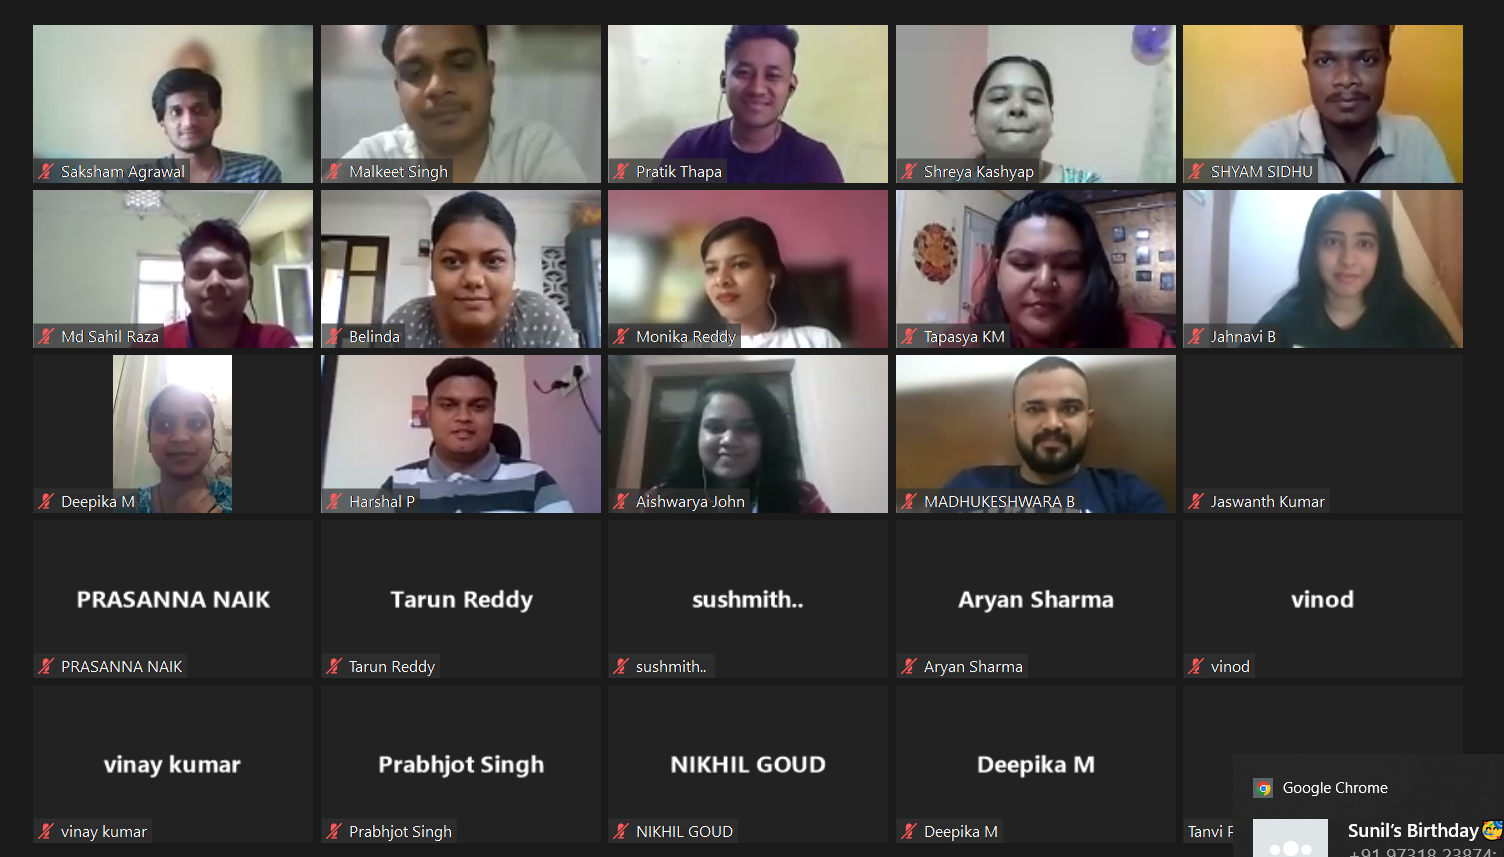 Saksham Agrawal
Malkeet Singh
Pratik Thapa
Shreya Kashyap
SHYAM SIDHU
Md Sahil Raza
Belinda
Monika Reddy
Tapasya KM
Jahnavi B
Deepika M
Harshal P
Aishwarya John
MADHUKESHWARA B
Jaswanth Kumar
PRASANNA NAIK
Tarun Reddy
sushmith..
Aryan Sharma
vinod
PRASANNA NAIK
Tarun Reddy
sushmith..
Aryan Sharma
vinod
vinay kumar
Prabhjot Singh
NIKHIL GOUD
Deepika M
vinay kumar
Prabhjot Singh
NIKHIL GOUD
Deepika M
Tanvi
Google Chrome
Sunil’s Birthday🥳
+91 97318 23874: